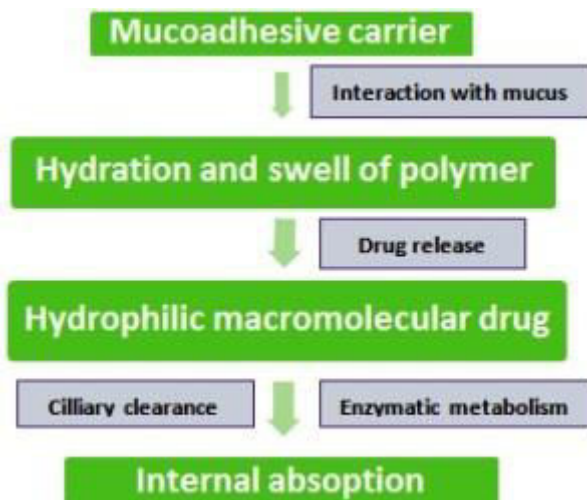 Mucoadhesive carrier
Interaction with mucus
Hydration and swell of polymer
Drug release
Hydrophilic macromolecular drug
Cilliary clearance
Enzymatic metabolism
Internal absoption